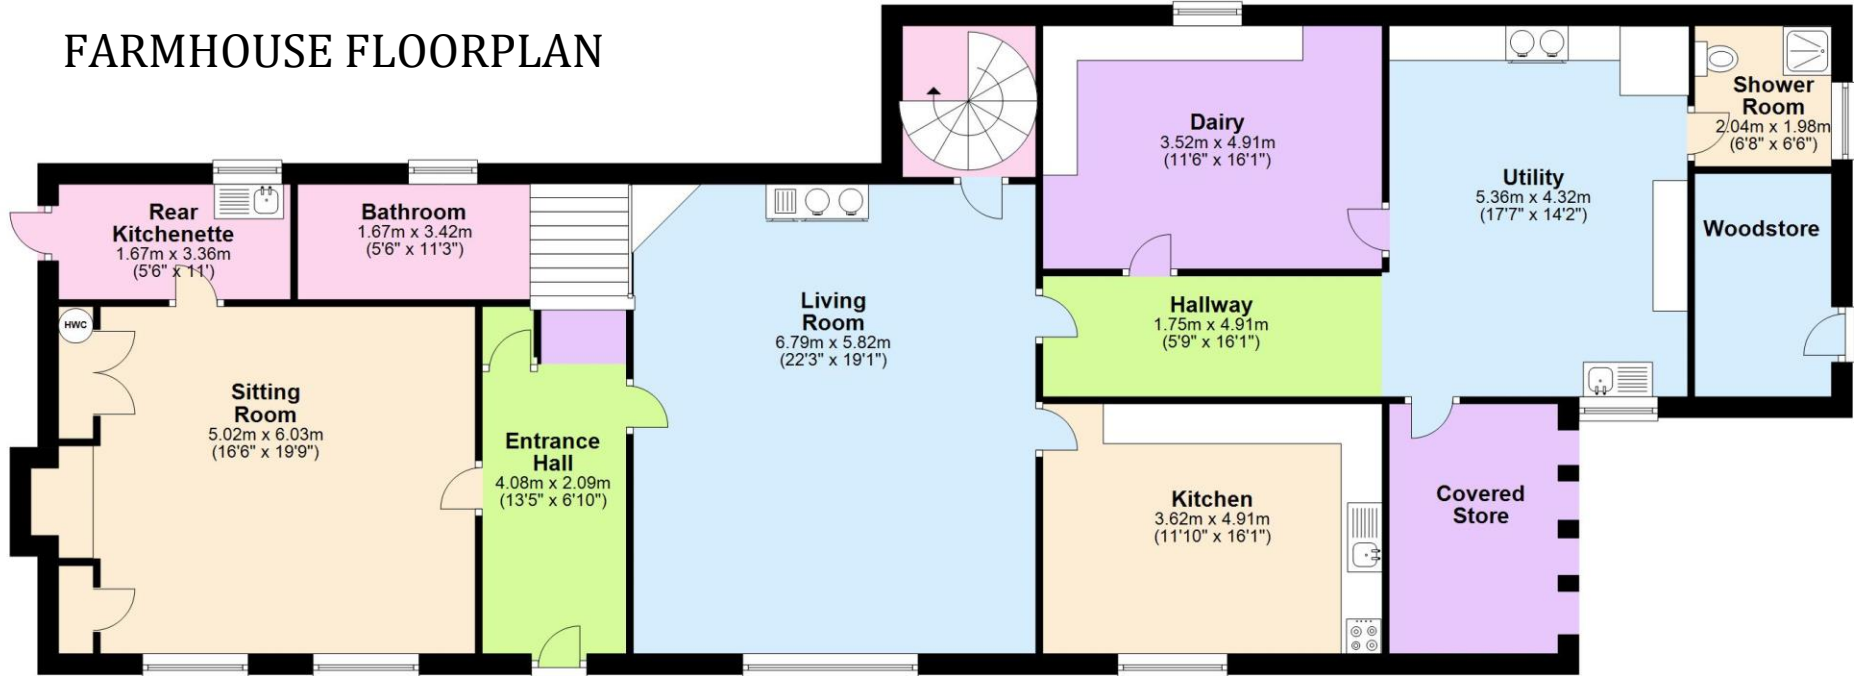 FARMHOUSE FLOORPLAN
Rear
Kitchenette
1.67m x 3.36m
(5'6" x 11')
Bathroom
1.67m x 3.42m
(5'6" x 11'3")
HWC
Sitting
Room
5.02m x 6.03m
(16'6" x 19'9")
Entrance
Hall
4.08m x 2.09m
(13'5" x 6'10")
Living
Room
6.79m x 5.82m
(22'3" x 19'1")
Dairy
3.52m x 4.91m
(11'6" x 16'1")
Hallway
1.75m x 4.91m
(5'9" x 16'1")
Kitchen
3.62m x 4.91m
(11'10" x 16'1")
Utility
5.36m x 4.32m
(17'7" x 14'2")
Shower
Room
2.04m x 1.98m
(6'8" x 6'6")
Woodstore
Covered
Store